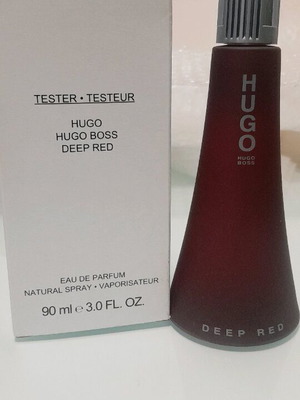 TESTER • TESTEUR
HUGO
HUGO BOSS
DEEP RED
EAU DE PARFUM
NATURAL SPRAY • VAPORISATEUR
90 ml e 3.0 FL. OZ.
HUGO
HUGO
BOSS
DEEP RED